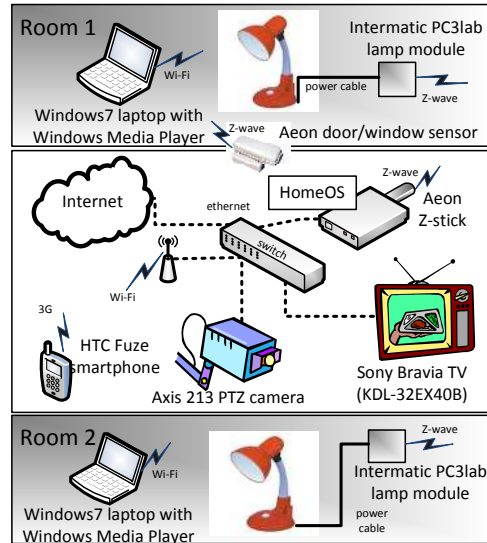 Room 1
Intermatic PC3lab
lamp module
Wi-Fi
power cable
Z-wave
Windows7 laptop with
Windows Media Player
Z-wave
Aeon door/window sensor
Internet
ethernet
HomeOS
Z-wave
Aeon
Z-stick
switch
Wi-Fi
3G
HTC Fuze
smartphone
Axis 213 PTZ camera
Sony Bravia TV
(KDL-32EX40B)
Room 2
Z-wave
Wi-Fi
Intermatic PC3lab
lamp module
power
cable
Windows7 laptop with
Windows Media Player